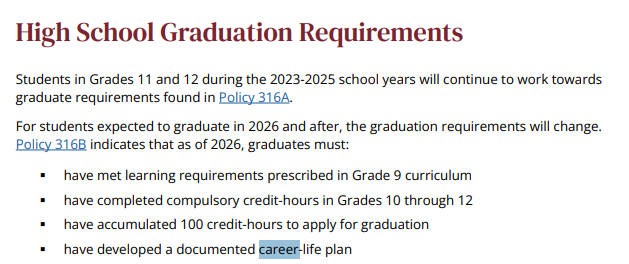 High School Graduation Requirements
Students in Grades 11 and 12 during the 2023-2025 school years will continue to work towards
graduate requirements found in Policy 316A.
For students expected to graduate in 2026 and after, the graduation requirements will change.
Policy 316B indicates that as of 2026, graduates must:
▪ have met learning requirements prescribed in Grade 9 curriculum
▪ have completed compulsory credit-hours in Grades 10 through 12
▪ have accumulated 100 credit-hours to apply for graduation
▪ have developed a documented career-life plan